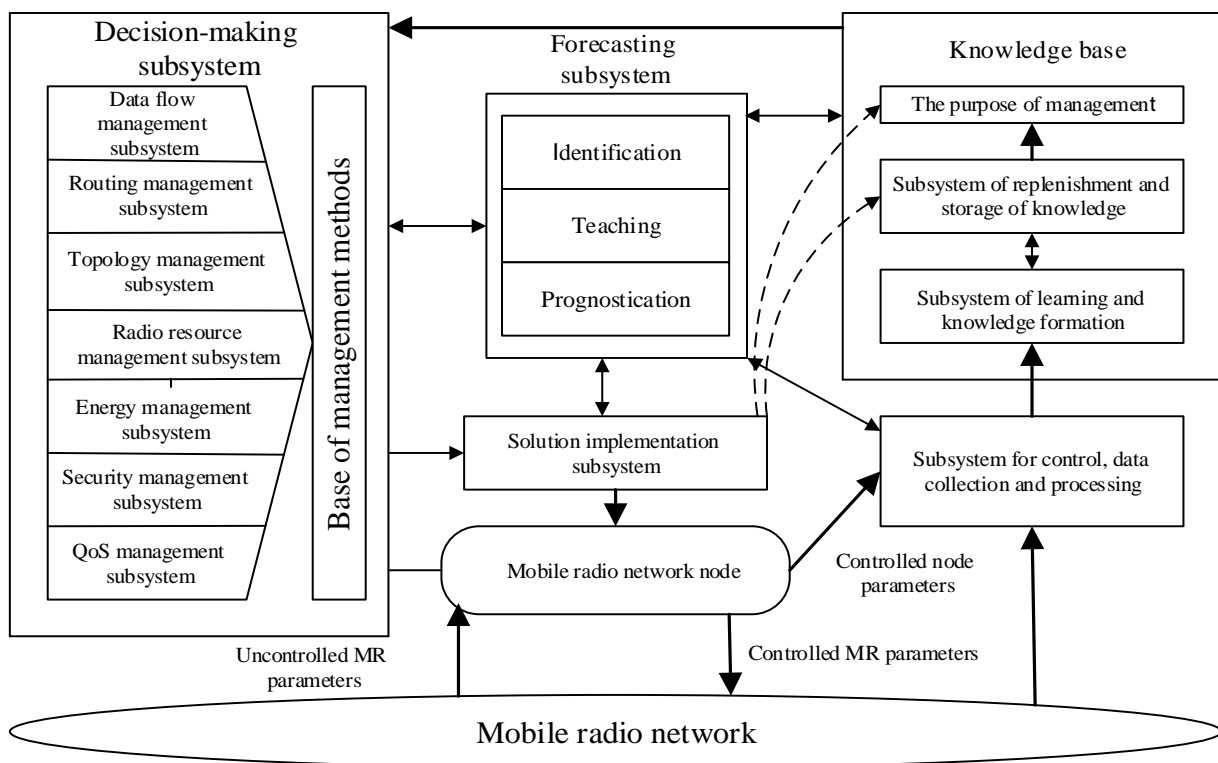 Decision-making
subsystem
Data flow
management
subsystem
Routing management
subsystem
Topology management
subsystem
Radio resource
management subsystem
Energy management
subsystem
Security management
subsystem
QoS management
subsystem
Base of management methods
Forecasting
subsystem
Identification
Teaching
Prognostication
Solution implementation
subsystem
Mobile radio network node
Knowledge base
The purpose of management
Subsystem of replenishment and
storage of knowledge
Subsystem of learning and
knowledge formation
Subsystem for control, data
collection and processing
Controlled node
parameters
Uncontrolled MR
parameters
Controlled MR parameters
Mobile radio network